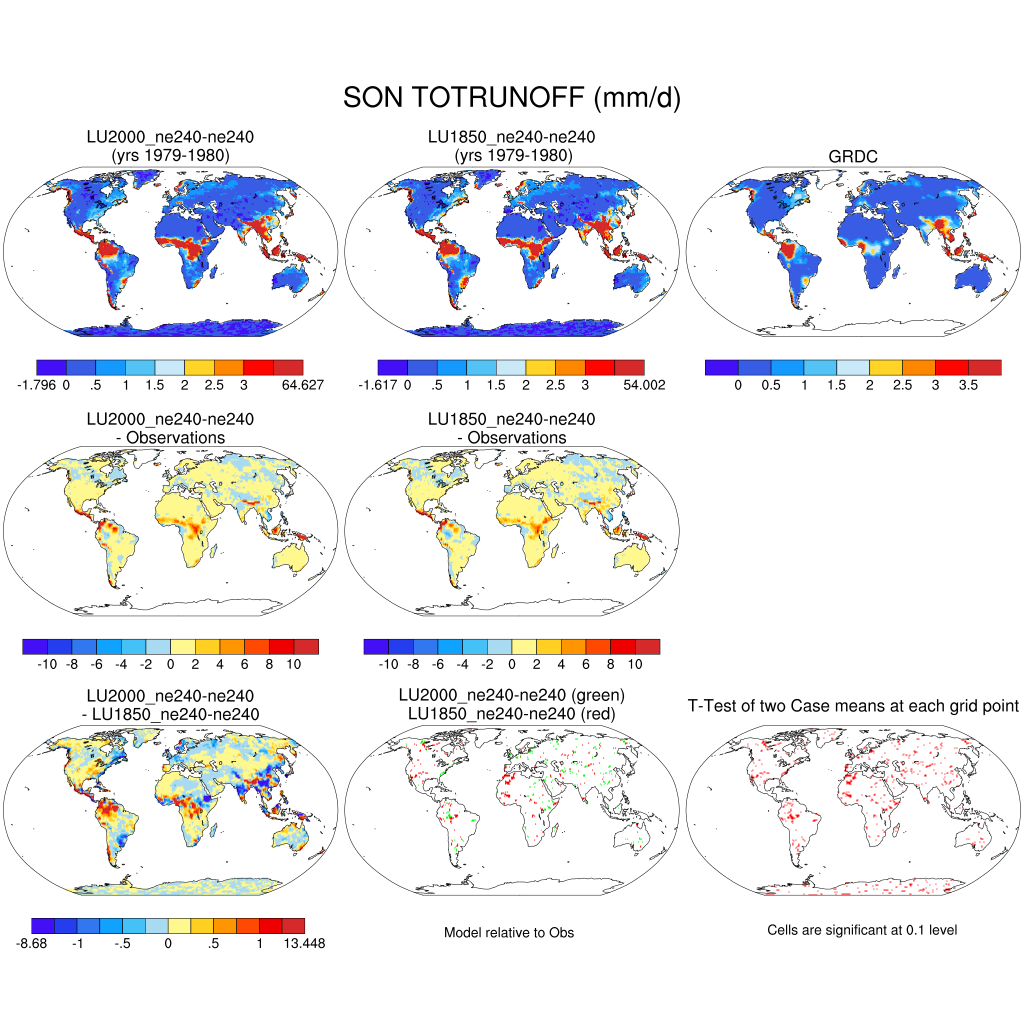 SON TOTRUNOFF (mm/d)
LU2000_ne240-ne240
(yrs 1979-1980)
LU1850_ne240-ne240
(yrs 1979-1980)
GRDC
-1.796 0 .5 1 1.5 2 2.5 3 64.627
-1.617 0 .5 1 1.5 2 2.5 3 54.002
0 0.5 1 1.5 2 2.5 3 3.5
LU2000_ne240-ne240
- Observations
LU1850_ne240-ne240
- Observations
-10 -8 -6 -4 -2 0 2 4 6 8 10
-10 -8 -6 -4 -2 0 2 4 6 8 10
LU2000_ne240-ne240
- LU1850_ne240-ne240
LU2000_ne240-ne240 (green)
LU1850_ne240-ne240 (red)
T-Test of two Case means at each grid point
-8.68 -1 -.5 0 .5 1 13.448
Model relative to Obs
Cells are significant at 0.1 level